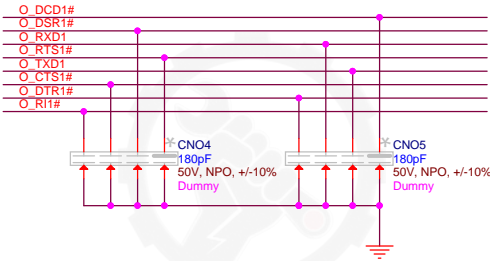 O_DCD1#
O_DSR1#
O_RXD1
O_RTS1#
O_TXD1
O_CTS1#
O_DTR1#
O_RI1#
* CNO4
180pF
50V, NPO, +/-10%
Dummy
* CNO5
180pF
50V, NPO, +/-10%
Dummy